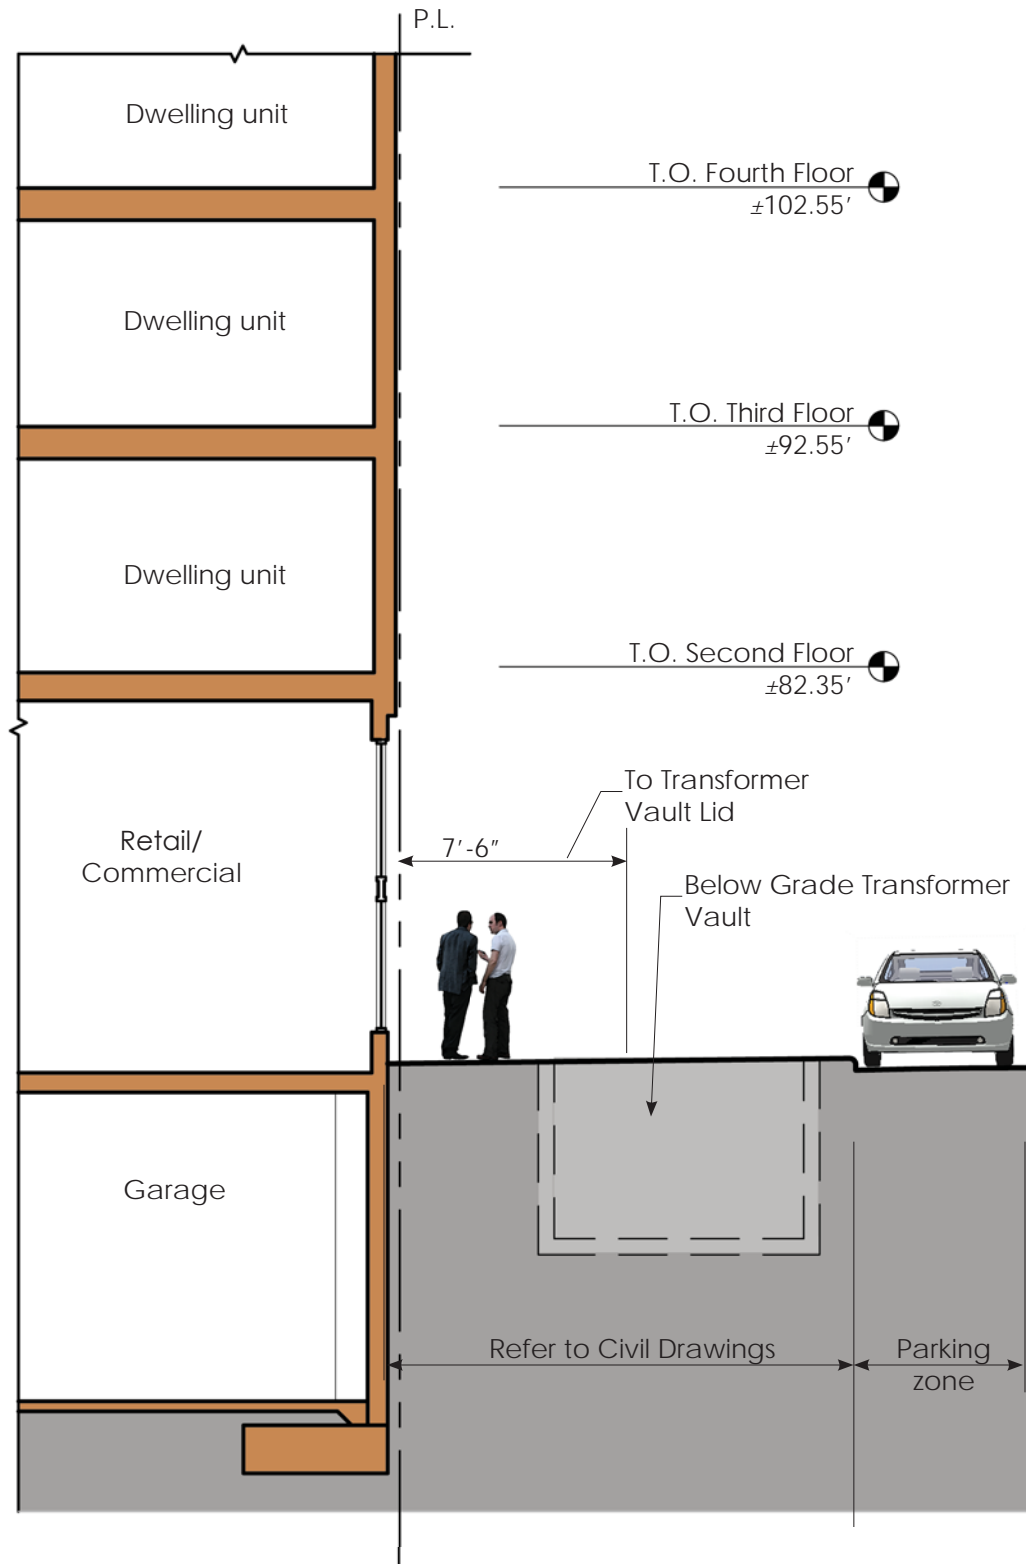 P.L.
Dwelling unit
T.O. Fourth Floor
±102.55′
Dwelling unit
T.O. Third Floor
±92.55′
Dwelling unit
T.O. Second Floor
±82.35′
To Transformer
Vault Lid
7′-6″
Retail/
Commercial
Below Grade Transformer
Vault
Garage
Refer to Civil Drawings
Parking
zone